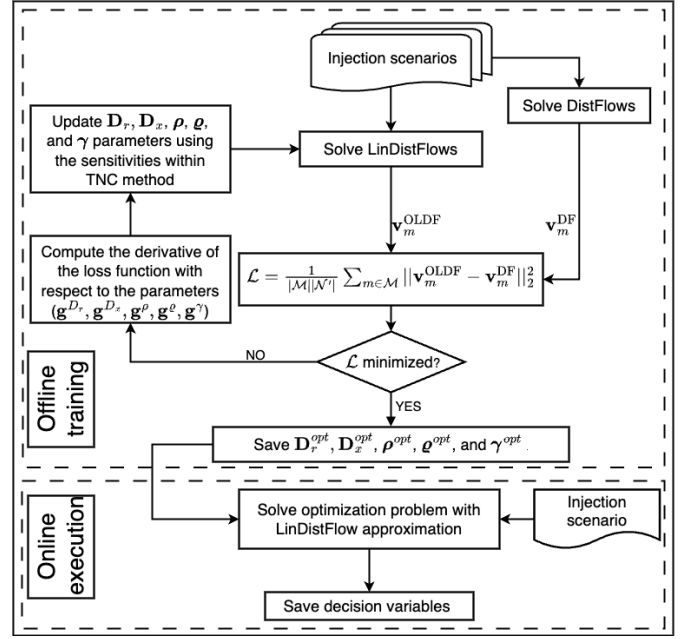 Injection scenarios
Solve DistFlows
Update D_r, D_x, ρ, ϱ,
and γ parameters using
the sensitivities within
TNC method
Solve LinDistFlows
v_m^OLDF
v_m^DF
Compute the derivative of
the loss function with
respect to the parameters
(g^{D_r}, g^{D_x}, g^ρ, g^ϱ, g^γ)
ℒ = 1/(|ℳ||𝒩′|) ∑_{m∈ℳ} ||v_m^OLDF − v_m^DF||_2^2
NO
ℒ minimized?
YES
Offline
training
Save D_r^opt, D_x^opt, ρ^opt, ϱ^opt, and γ^opt.
Online
execution
Solve optimization problem with
LinDistFlow approximation
Injection
scenario
Save decision variables